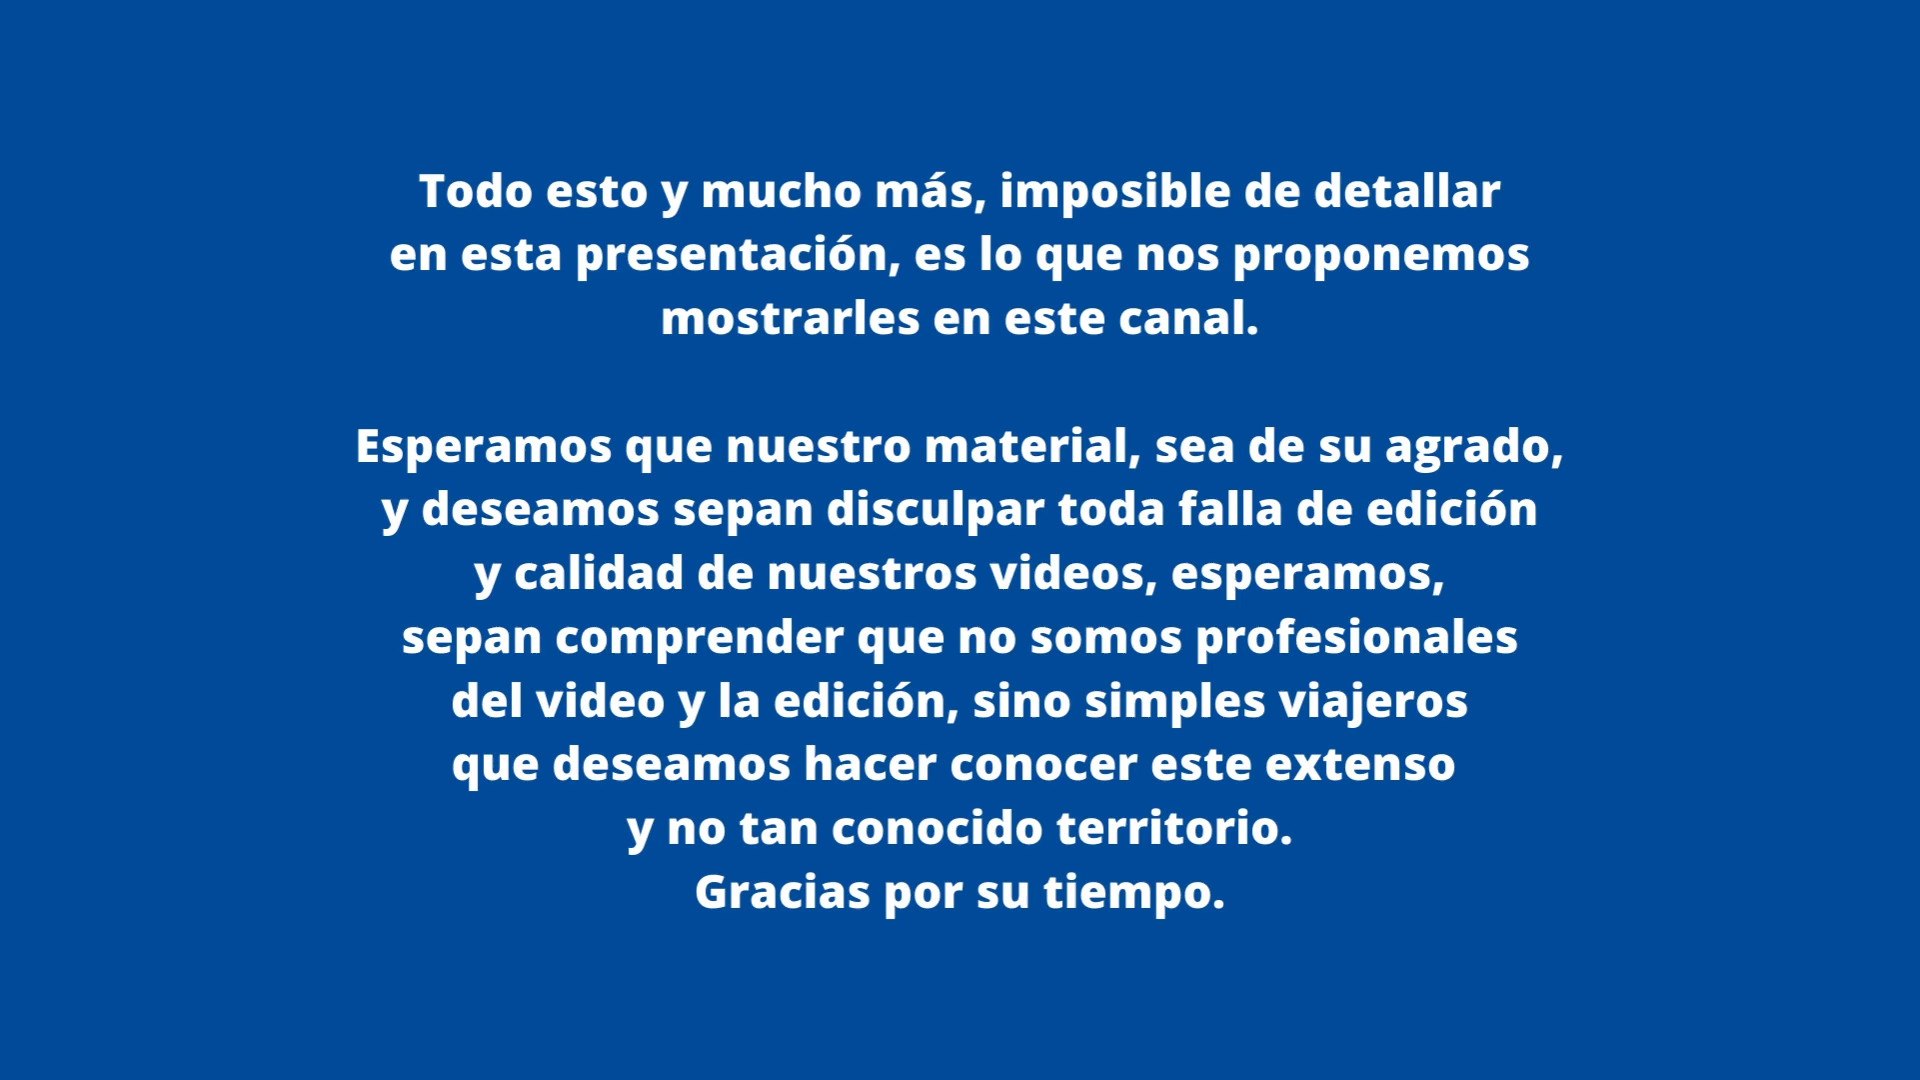 Todo esto y mucho más, imposible de detallar
en esta presentación, es lo que nos proponemos
mostrarles en este canal.
Esperamos que nuestro material, sea de su agrado,
y deseamos sepan disculpar toda falla de edición
y calidad de nuestros videos, esperamos,
sepan comprender que no somos profesionales
del video y la edición, sino simples viajeros
que deseamos hacer conocer este extenso
y no tan conocido territorio.
Gracias por su tiempo.